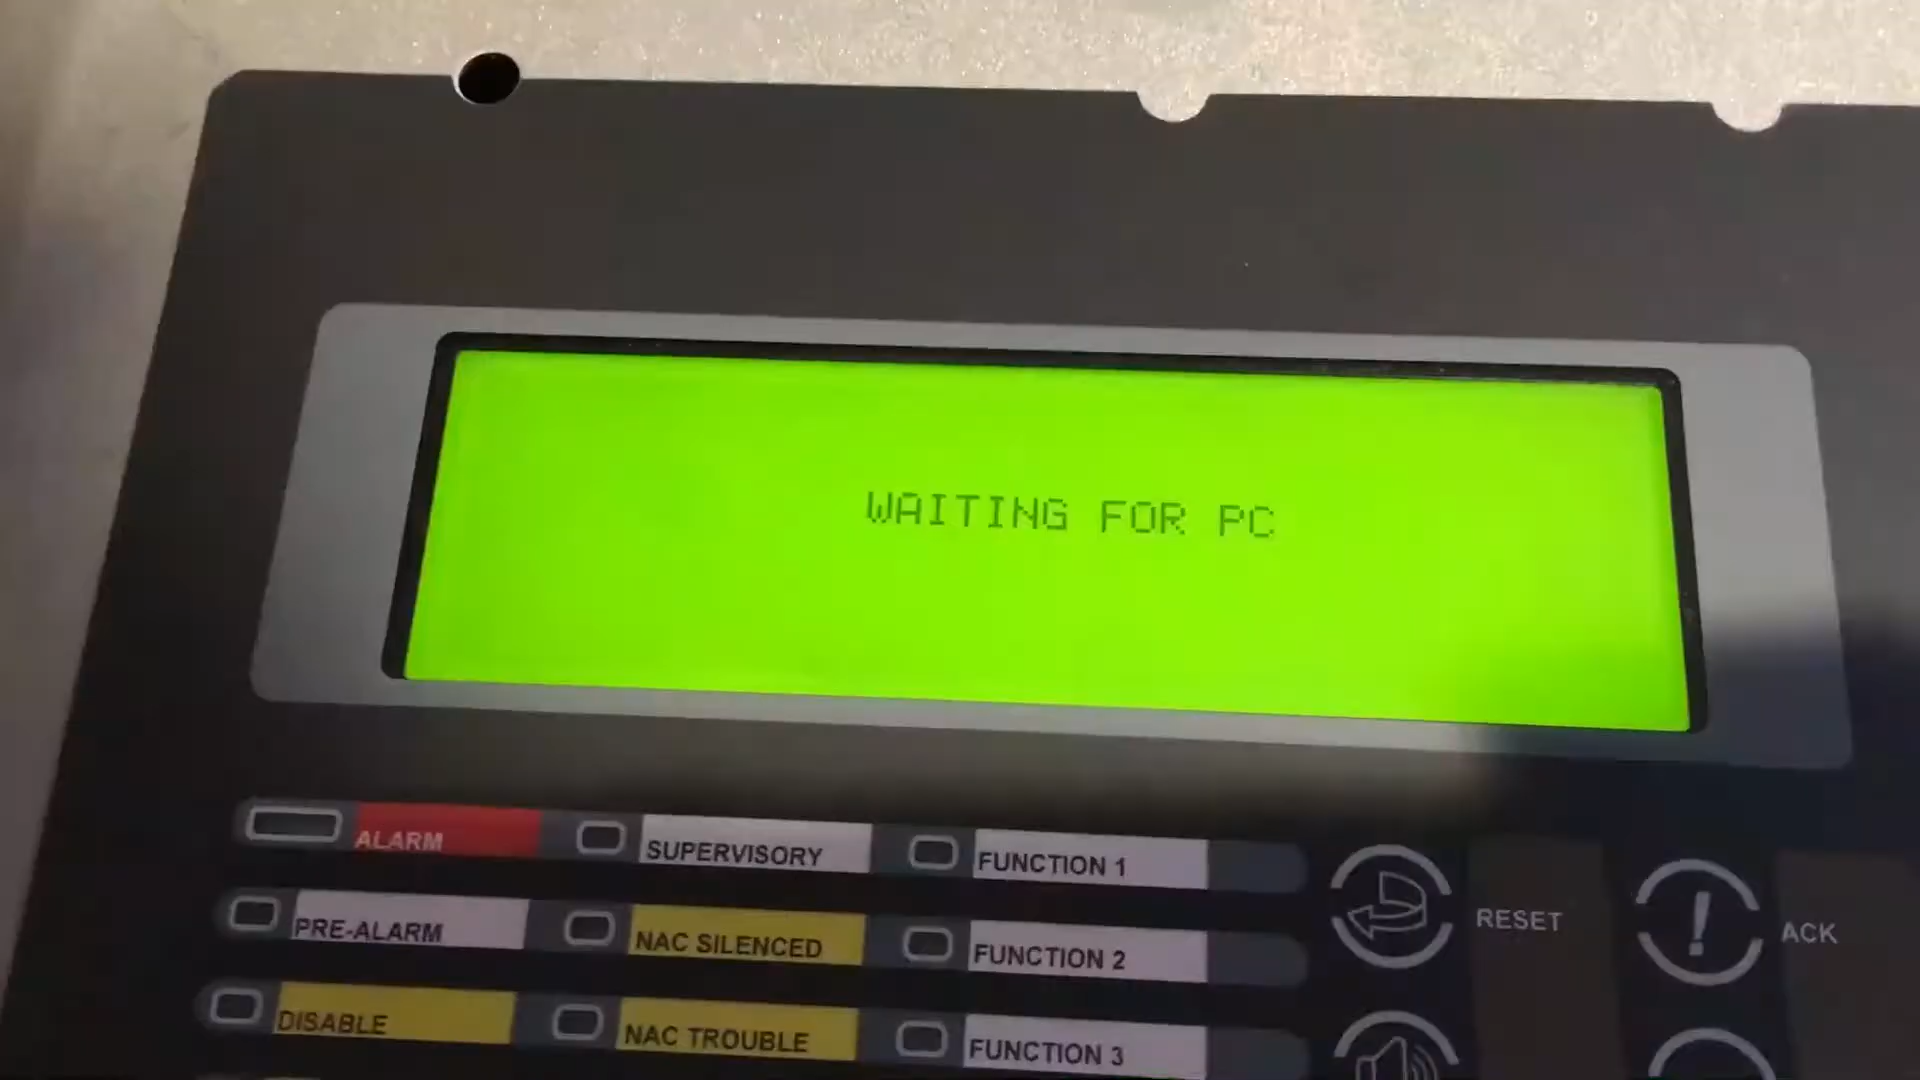 WAITING FOR PC
ALARM
SUPERVISORY
FUNCTION 1
RESET
ACK
PRE-ALARM
NAC SILENCED
FUNCTION 2
DISABLE
NAC TROUBLE
FUNCTION 3